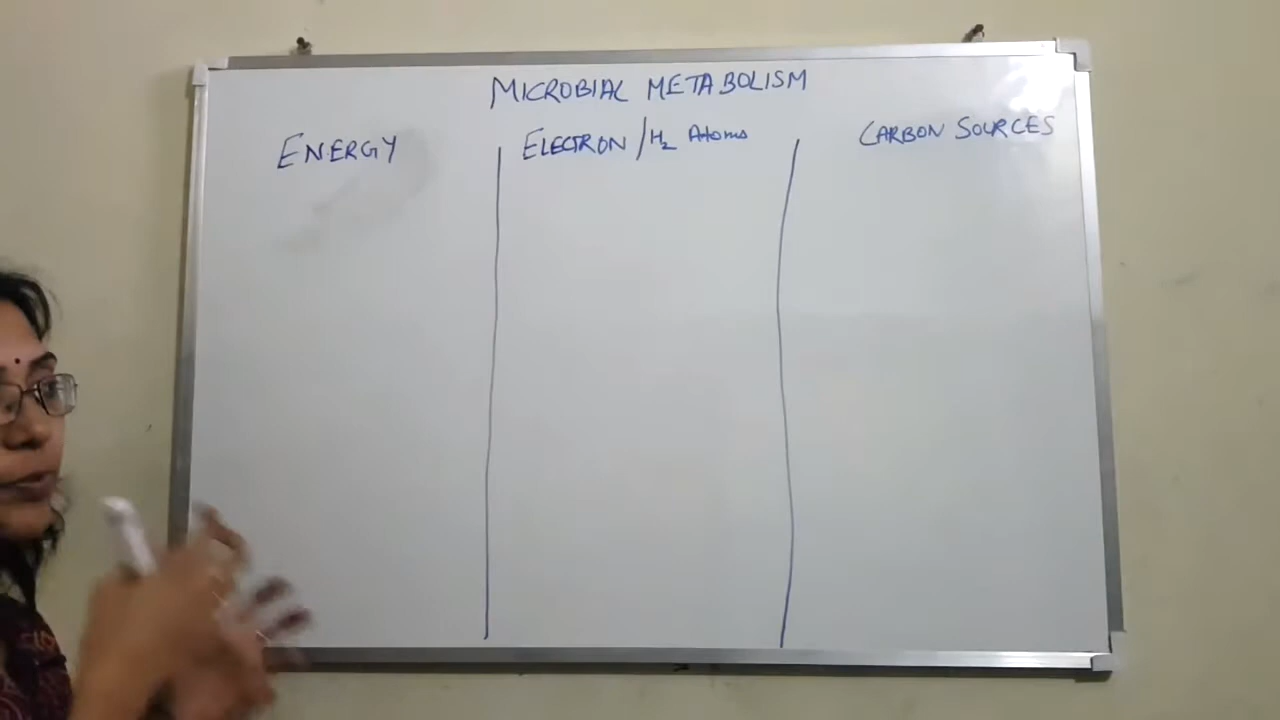 MICROBIAL METABOLISM
ENERGY
ELECTRON/H₂ Atoms
CARBON SOURCES